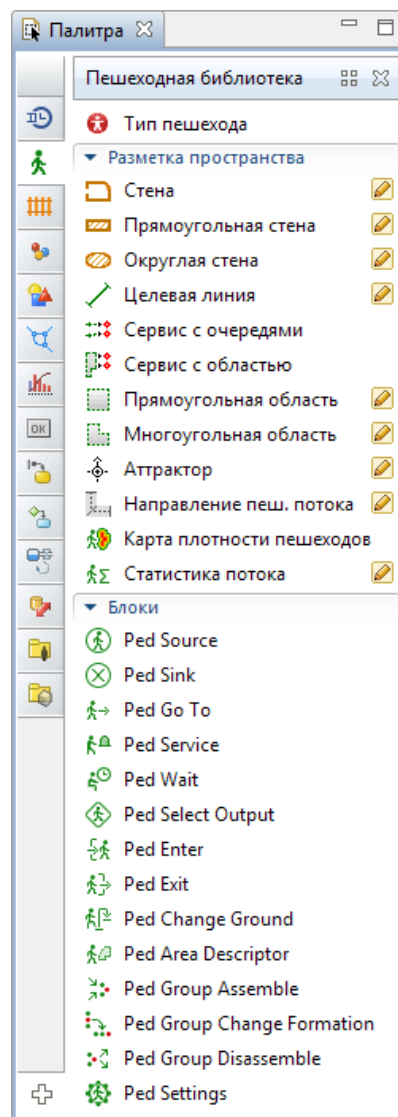 Палитра
Пешеходная библиотека
Тип пешехода
Разметка пространства
Стена
Прямоугольная стена
Округлая стена
Целевая линия
Сервис с очередями
Сервис с областью
Прямоугольная область
Многоугольная область
OK
Аттрактор
Направление пеш. потока
Карта плотности пешеходов
Статистика потока
Блоки
Ped Source
Ped Sink
Ped Go To
Ped Service
Ped Wait
Ped Select Output
Ped Enter
Ped Exit
Ped Change Ground
Ped Area Descriptor
Ped Group Assemble
Ped Group Change Formation
Ped Group Disassemble
Ped Settings